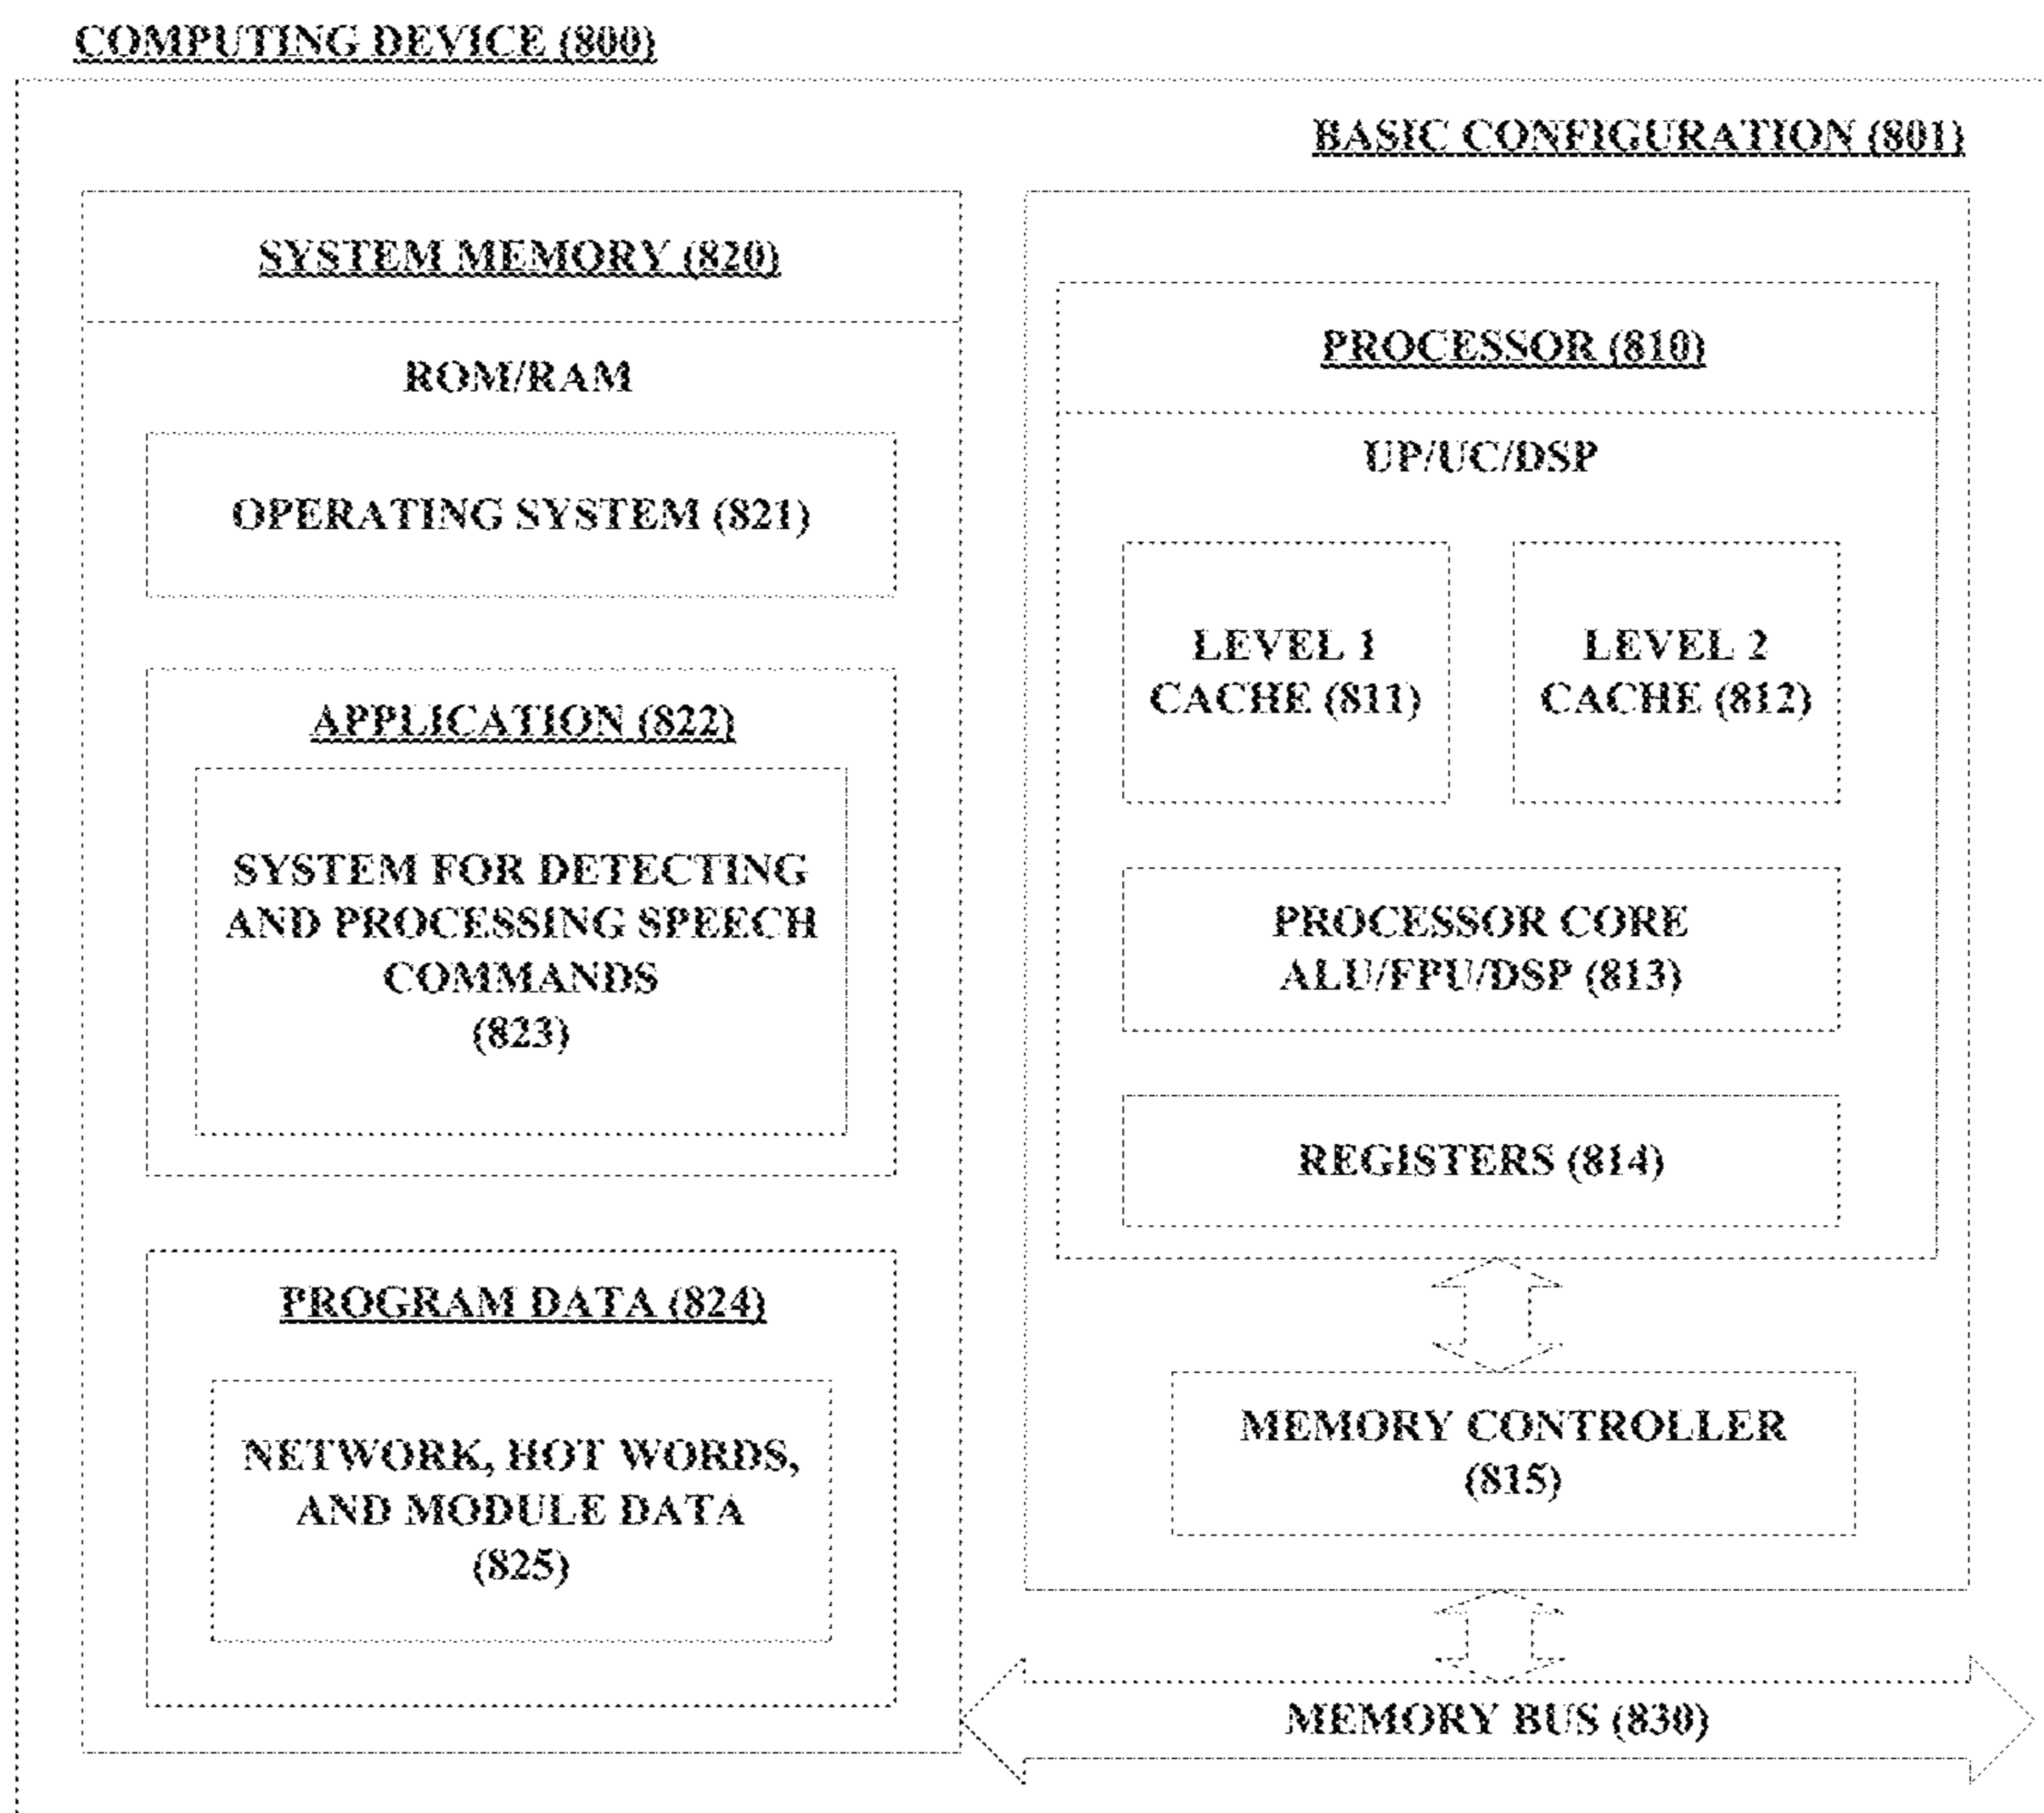 COMPUTING DEVICE (800)
BASIC CONFIGURATION (801)
SYSTEM MEMORY (820)
ROM/RAM
OPERATING SYSTEM (821)
APPLICATION (822)
SYSTEM FOR DETECTING
AND PROCESSING SPEECH
COMMANDS
(823)
PROGRAM DATA (824)
NETWORK, HOT WORDS,
AND MODULE DATA
(825)
PROCESSOR (810)
UP/UC/DSP
LEVEL 1
CACHE (811)
LEVEL 2
CACHE (812)
PROCESSOR CORE
ALU/FPU/DSP (813)
REGISTERS (814)
MEMORY CONTROLLER
(815)
MEMORY BUS (830)